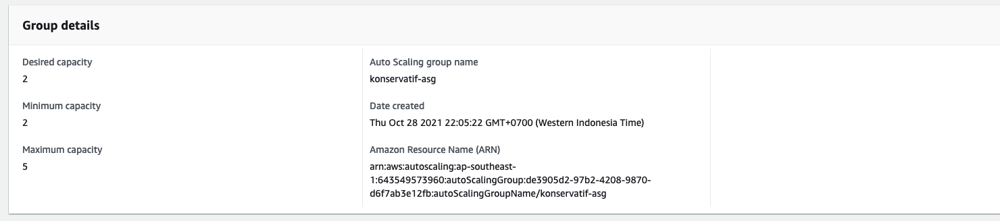 Group details
Desired capacity
2
Minimum capacity
2
Maximum capacity
5
Auto Scaling group name
konservatif-asg
Date created
Thu Oct 28 2021 22:05:22 GMT+0700 (Western Indonesia Time)
Amazon Resource Name (ARN)
arn:aws:autoscaling:ap-southeast-
1:643549573960:autoScalingGroup:de3905d2-97b2-4208-9870-
d6f7ab3e12fb:autoScalingGroupName/konservatif-asg